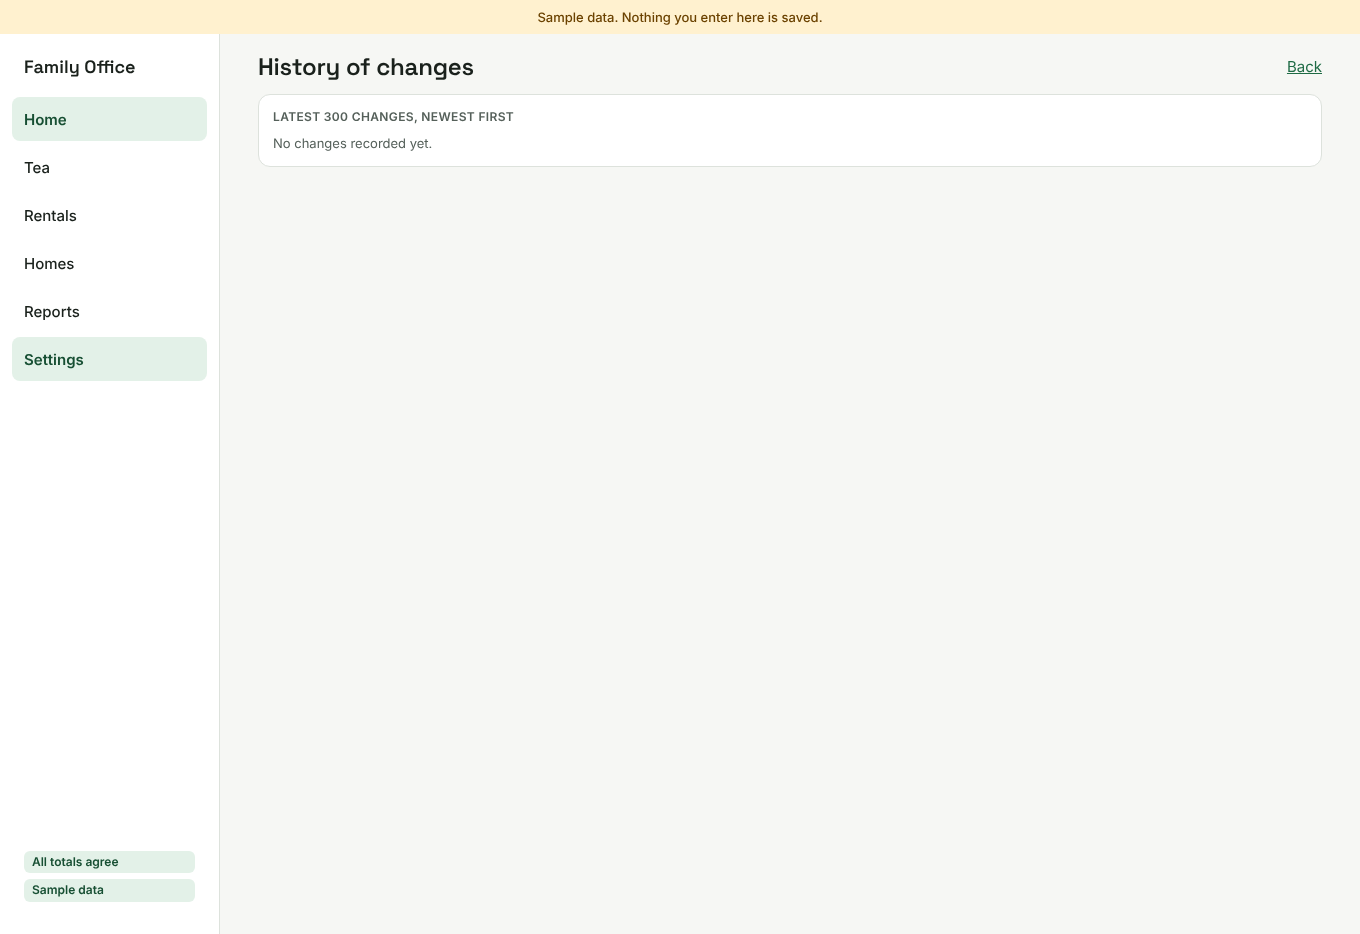 Sample data. Nothing you enter here is saved.
Family Office
Home
Tea
Rentals
Homes
Reports
Settings
All totals agree
Sample data
History of changes
Back
LATEST 300 CHANGES, NEWEST FIRST
No changes recorded yet.